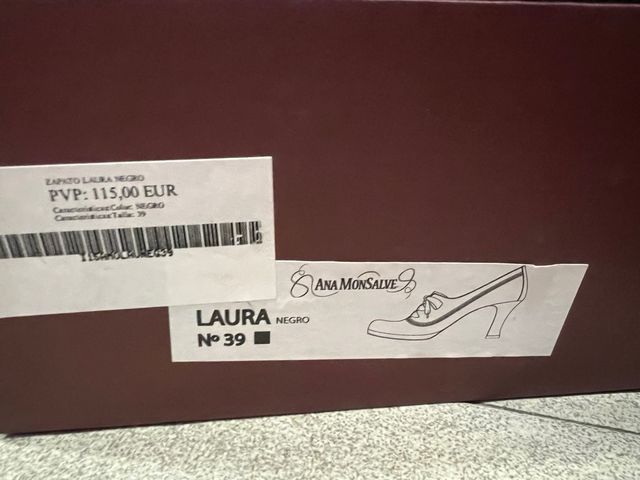 ZAPATO LAURA NEGRO
PVP: 115,00 EUR
Características:Color: NEGRO
Características:Talla: 39
ANA MONSALVE
LAURA NEGRO
Nº 39